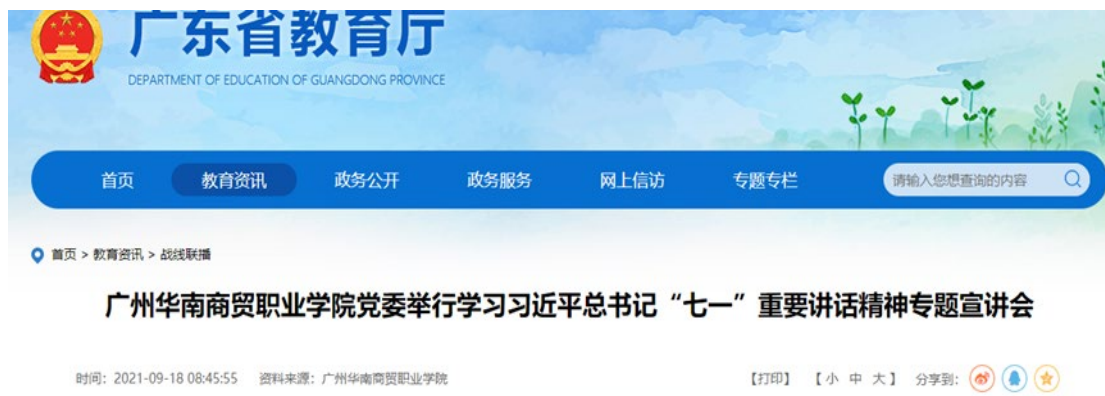 广东省教育厅
DEPARTMENT OF EDUCATION OF GUANGDONG PROVINCE
首页 教育资讯 政务公开 政务服务 网上信访 专题专栏 请输入您想查询的内容
首页 > 教育资讯 > 战线联播
广州华南商贸职业学院党委举行学习习近平总书记“七一”重要讲话精神专题宣讲会
时间：2021-09-18 08:45:55 资料来源：广州华南商贸职业学院 【打印】 【小 中 大】 分享到：